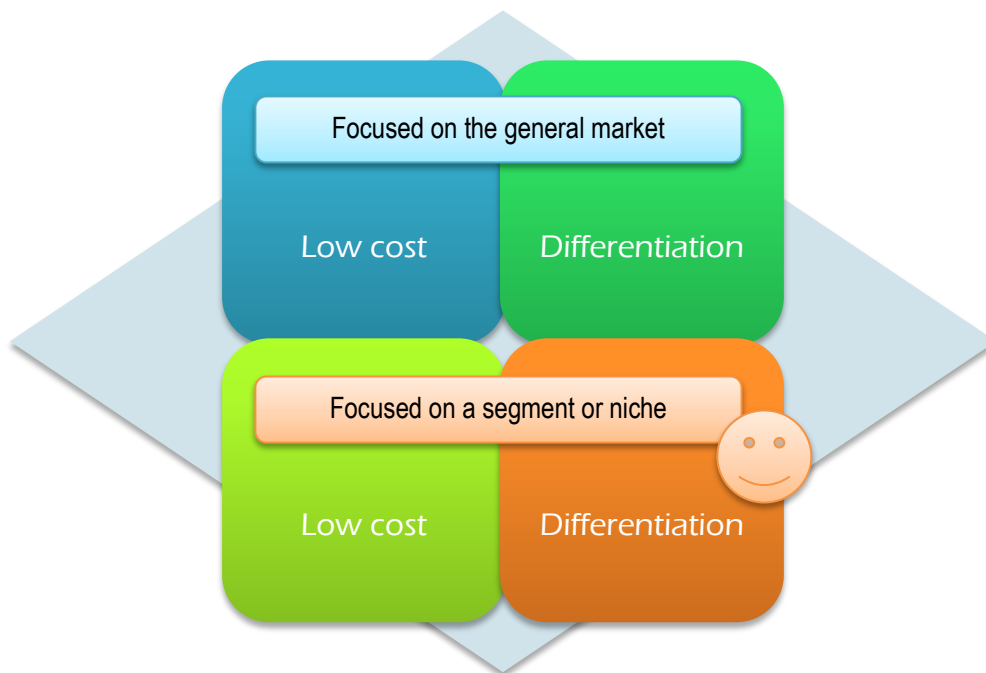 Focused on the general market
Low cost
Differentiation
Focused on a segment or niche
Low cost
Differentiation